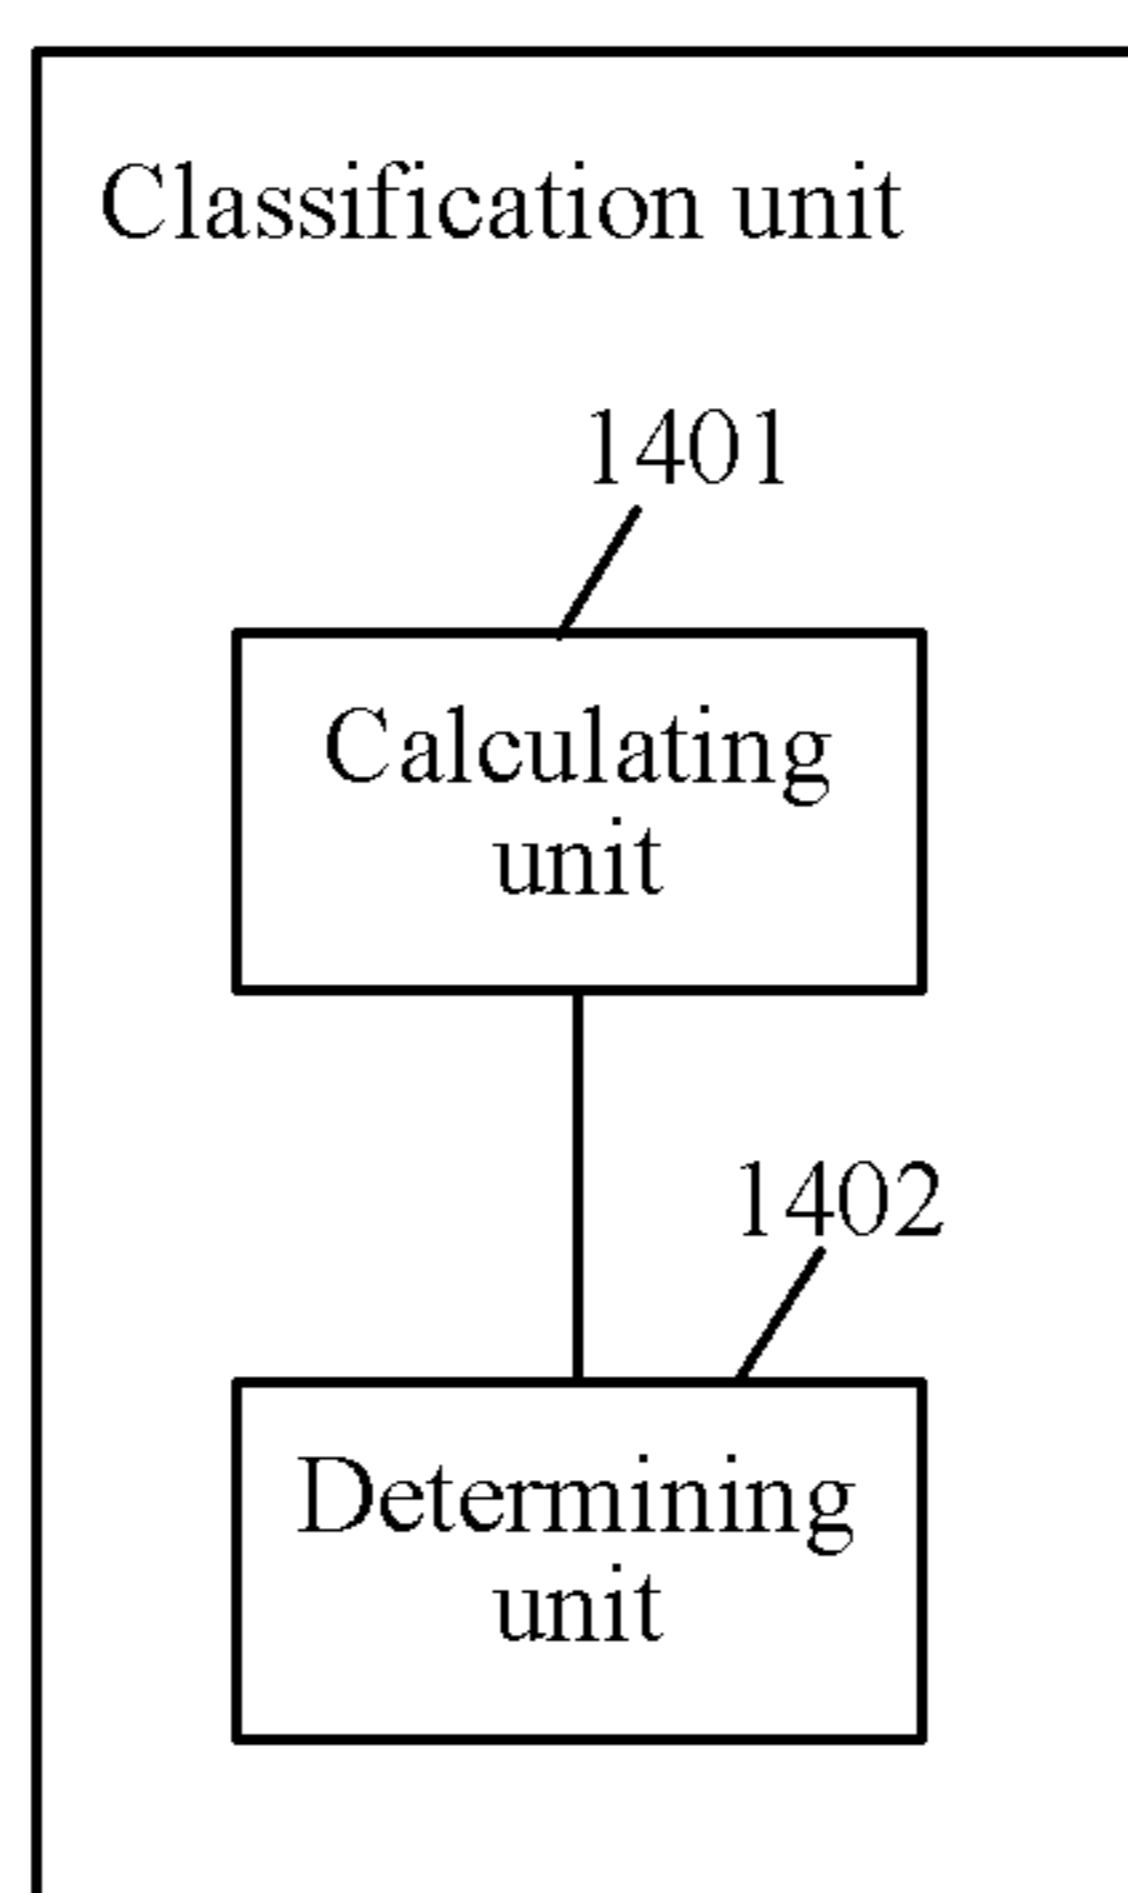 Classification unit
1401
Calculating
unit
1402
Determining
unit